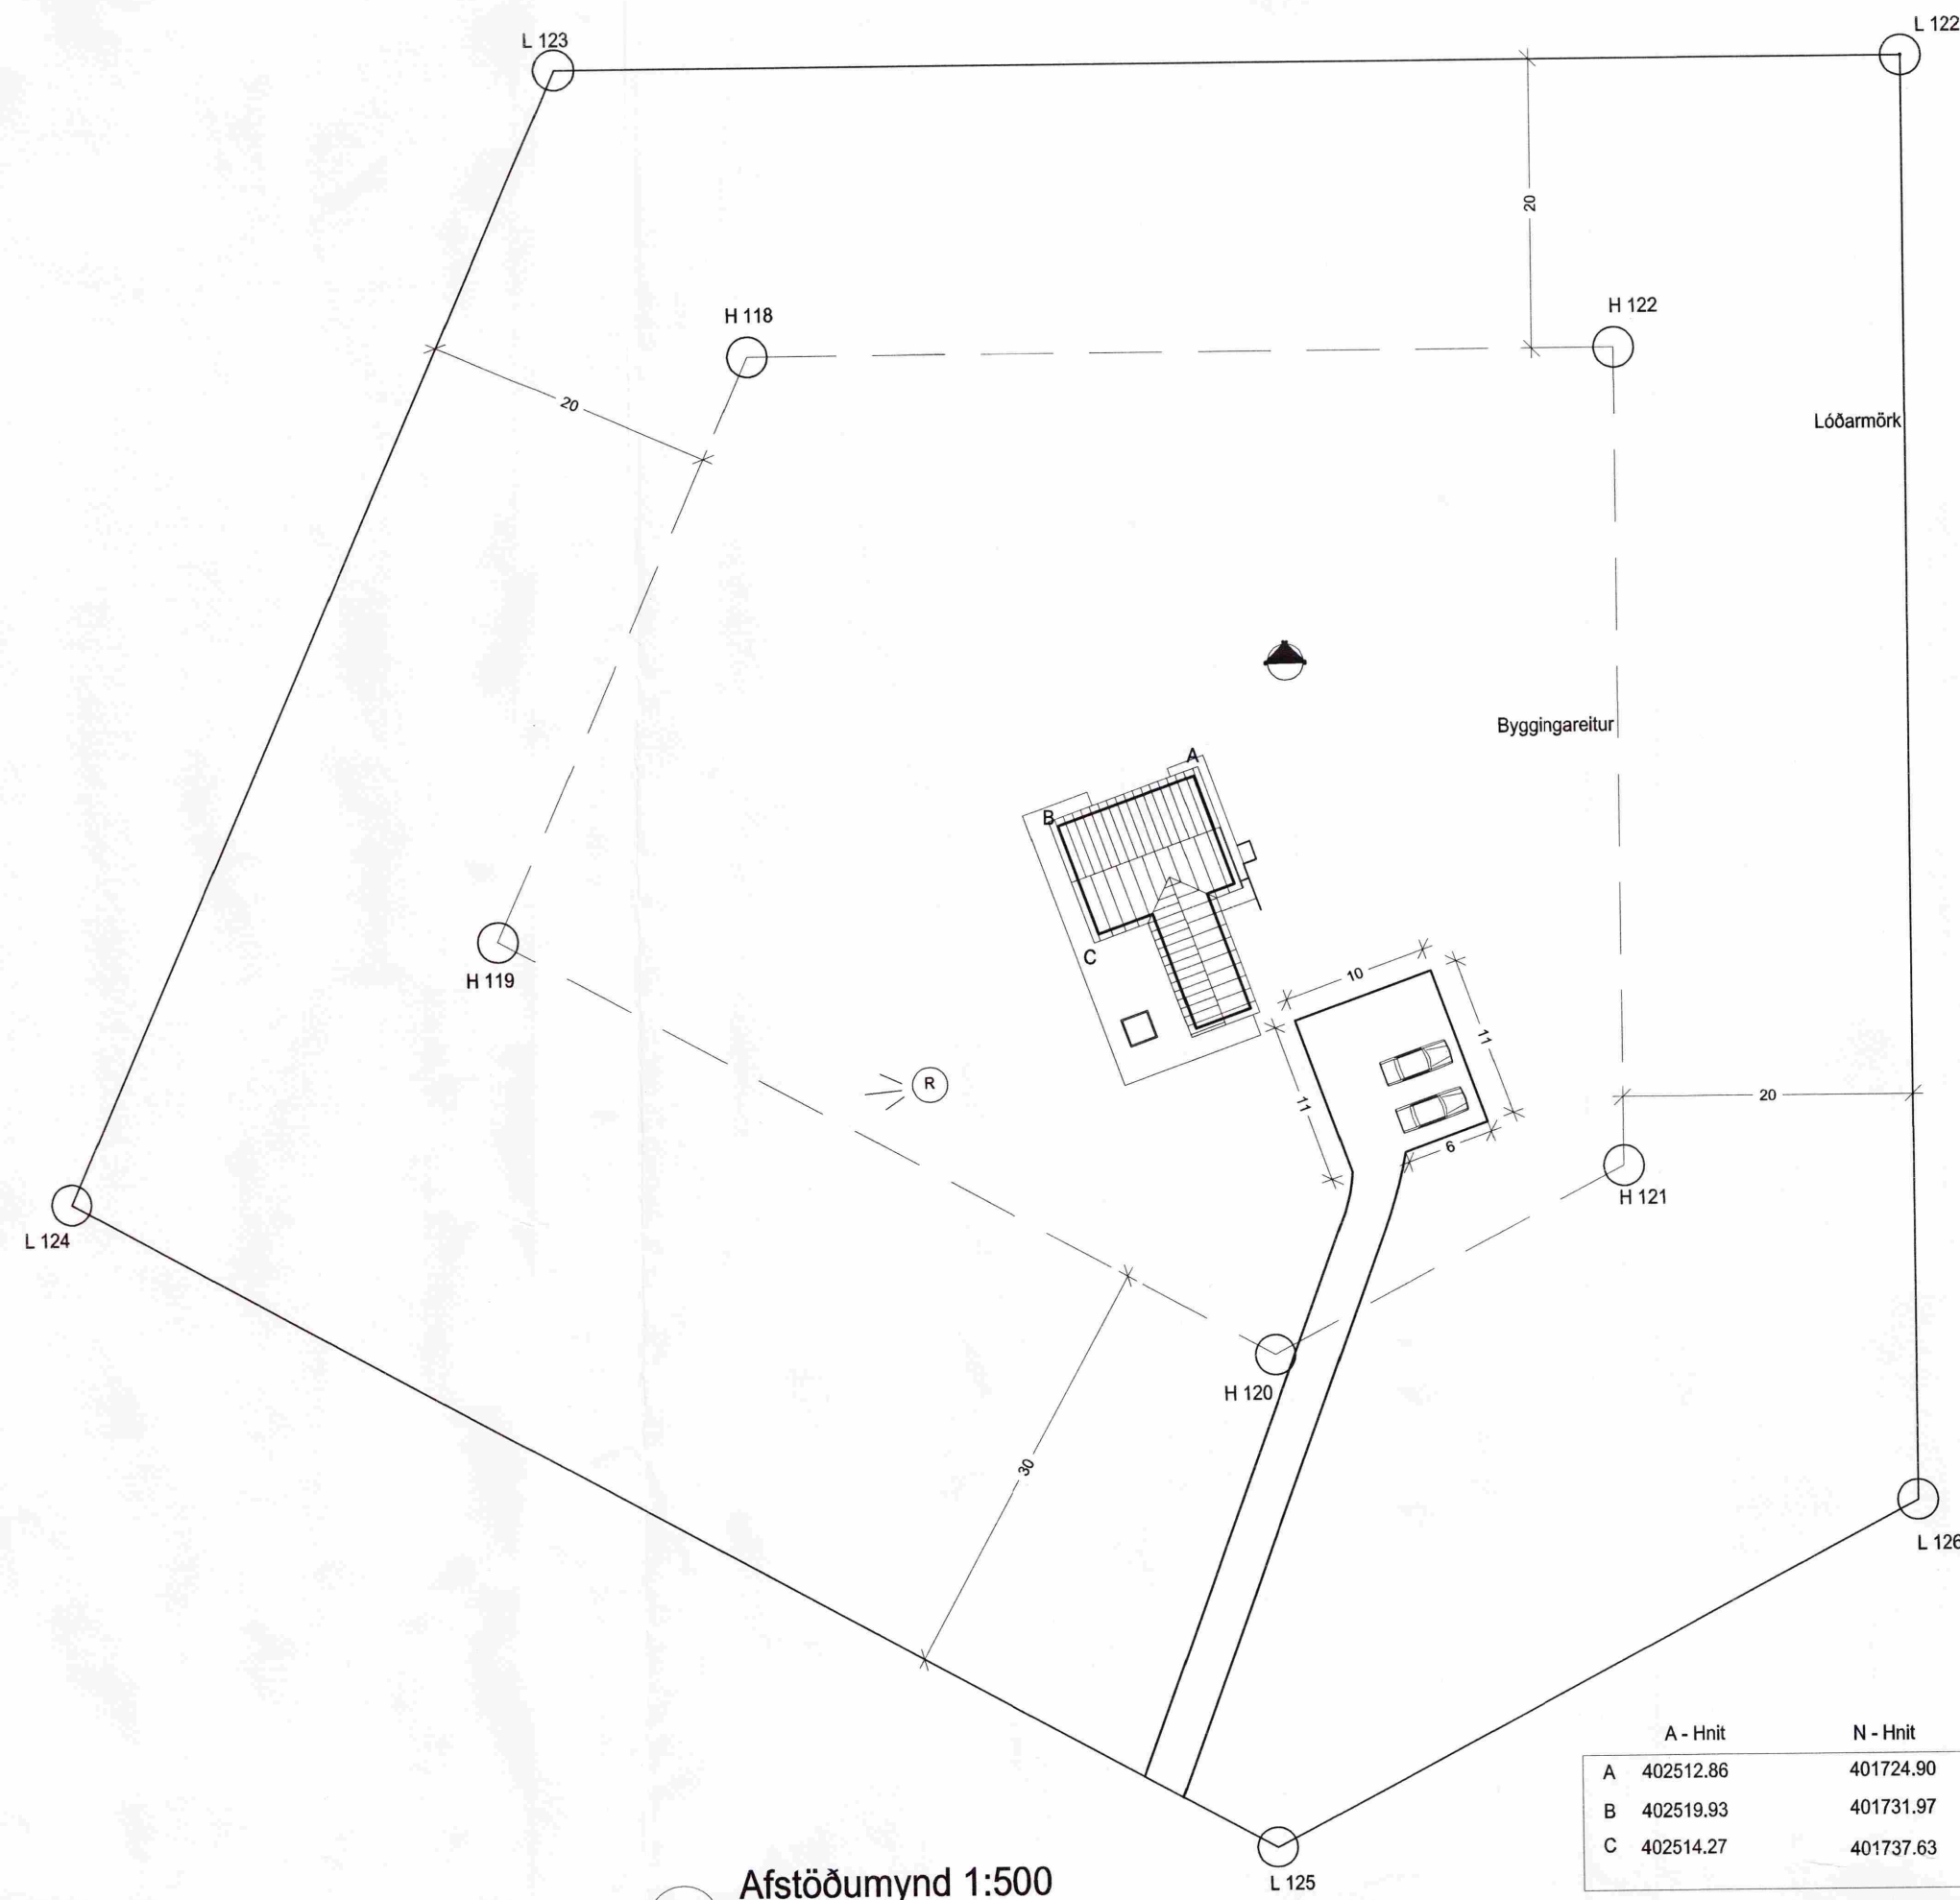 L 123
L 122
20
H 118
H 122
20
Lóðarmörk
Byggingareitur
A
B
C
H 119
10
11
R
11
20
6
H 121
L 124
H 120
30
L 126
A - Hnit N - Hnit
A 402512.86 401724.90
B 402519.93 401731.97
C 402514.27 401737.63
Afstöðumynd 1:500
L 125